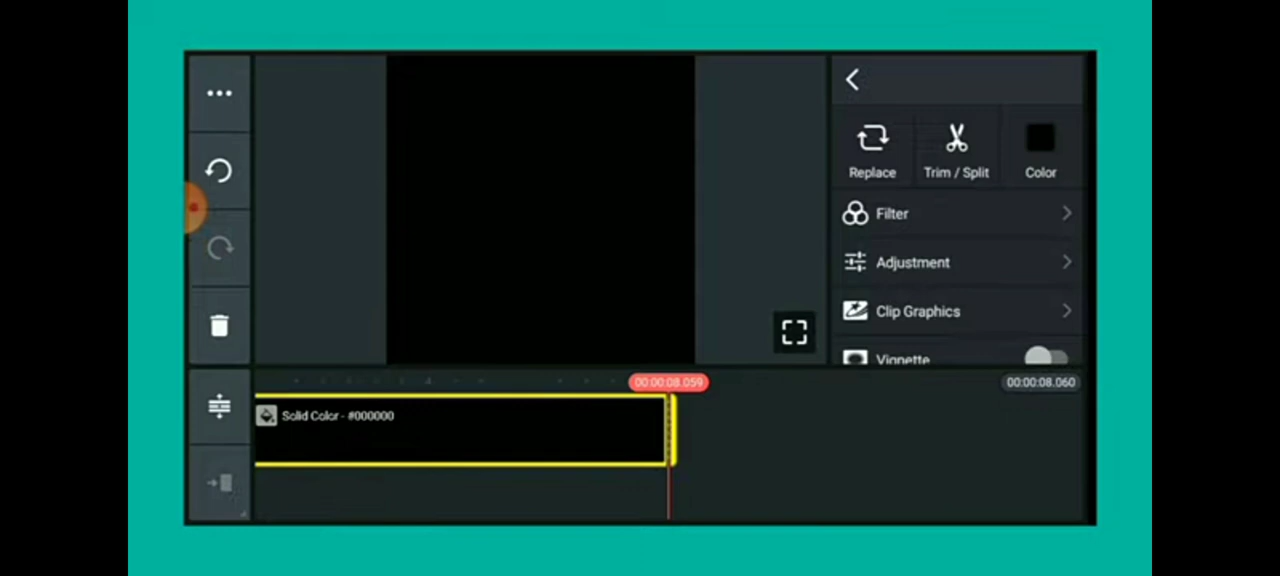 Replace
Trim / Split
Color
Filter
Adjustment
Clip Graphics
Vignette
00:00:08.059
00:00:08.060
Solid Color - #000000